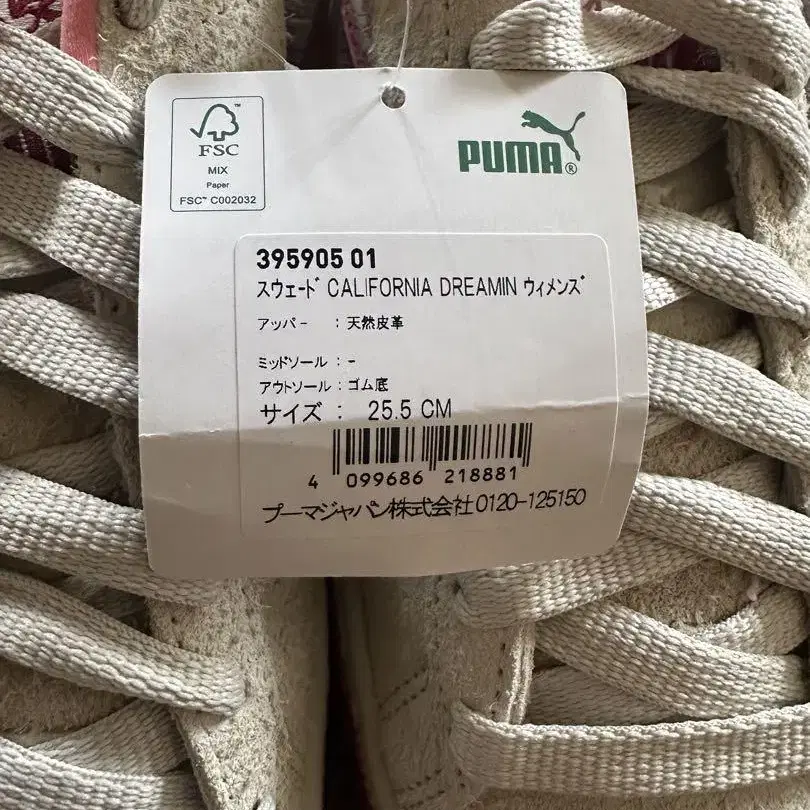 FSC™
MIX
Paper
FSC™ C002032
PUMA®
395905 01
スウェード CALIFORNIA DREAMIN ウィメンズ
アッパー : 天然皮革
ミッドソール : -
アウトソール : ゴム底
サイズ : 25.5 CM
4 099686 218881
プーマジャパン株式会社0120-125150